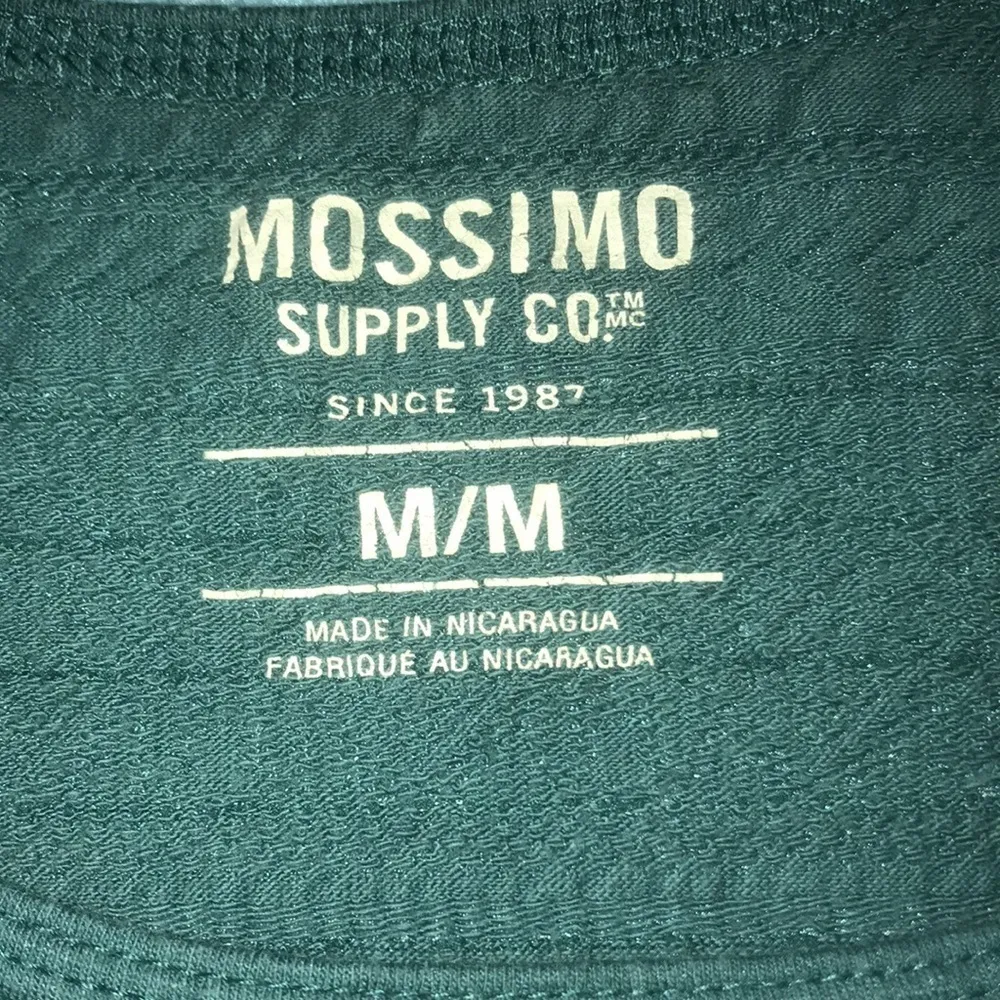 MOSSIMO
SUPPLY CO.™ MC
SINCE 1987
M/M
MADE IN NICARAGUA
FABRIQUÉ AU NICARAGUA